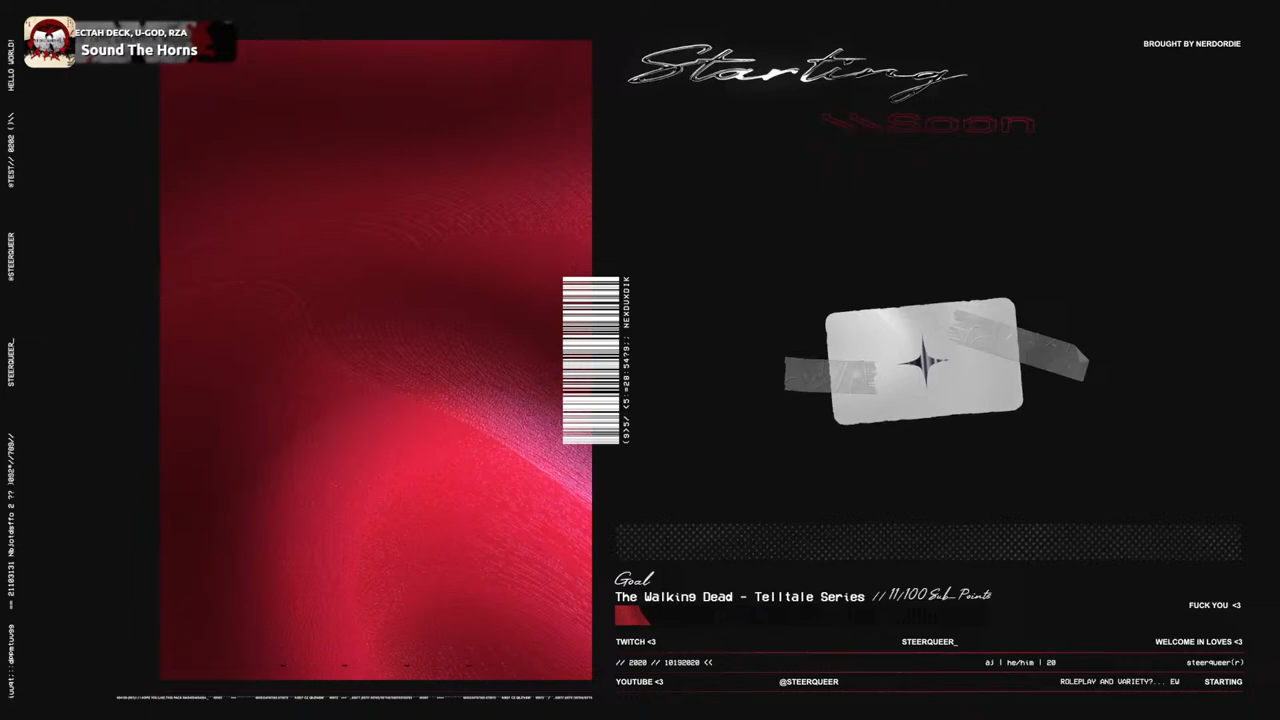 ECTAH DECK, U-GOD, RZA
Sound The Horns
HELLO WORLD!
@STEERQUEER
STEERQUEER_
Starting
\\Soon
BROUGHT BY NERDORDIE
Goal
The Walking Dead - Telltale Series // 11/100 Sub Points
FUCK YOU <3
TWITCH <3 STEERQUEER_ WELCOME IN LOVES <3
// 2020 // 10192020 << aj | he/him | 20 steerqueer(r)
YOUTUBE <3 @STEERQUEER ROLEPLAY AND VARIETY?... EW STARTING